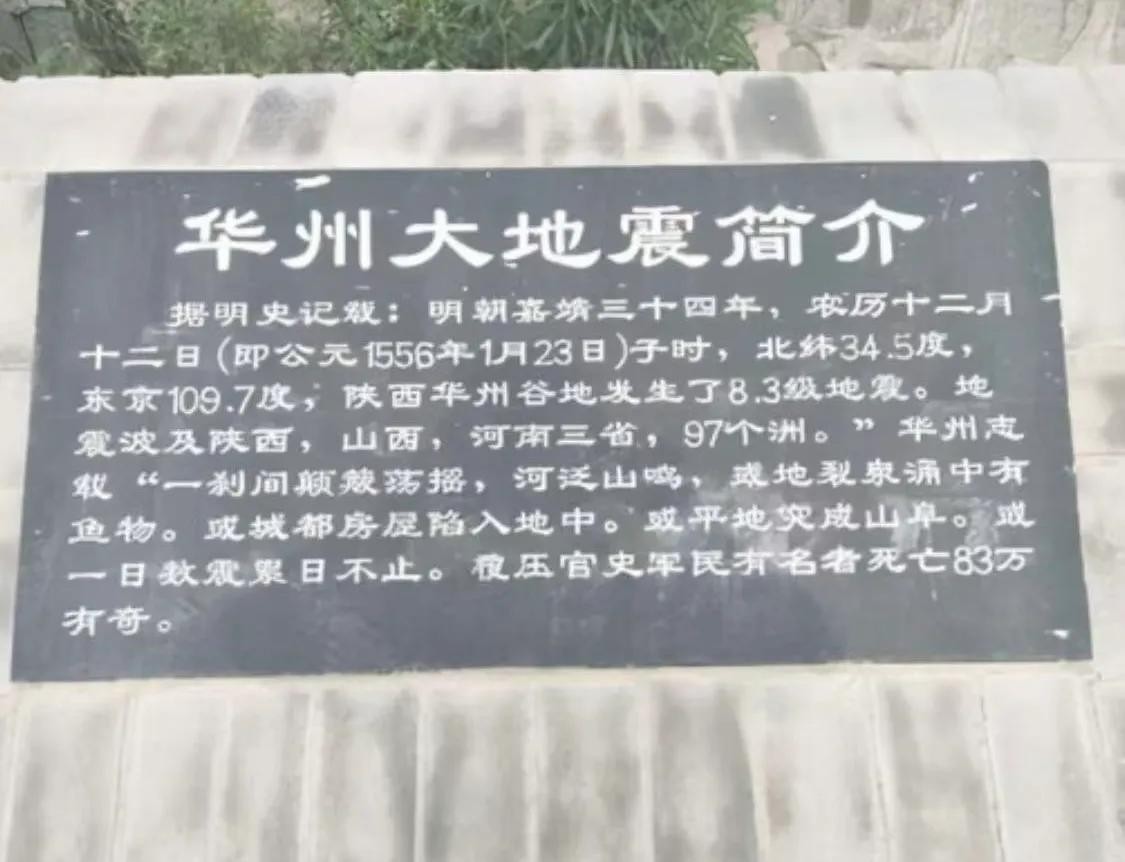 华州大地震简介
据明史记载：明朝嘉靖三十四年，农历十二月
十二日(即公元1556年1月23日)子时，北纬34.5度，
东京109.7度，陕西华州谷地发生了8.3级地震。地
震波及陕西，山西，河南三省，97个洲。”华州志
载“一刹间颠簸荡摇，河泛山鸣，或地裂泉涌中有
鱼物。或城都房屋陷入地中。或平地突成山阜。或
一日数震累日不止。覆压官史军民有名者死亡83万
有奇。